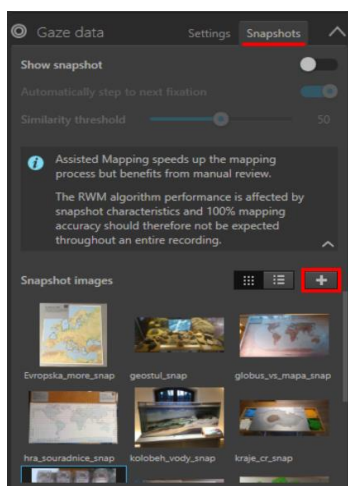 Gaze data Settings Snapshots
Show snapshot
Automatically step to next fixation
Similarity threshold 50
Assisted Mapping speeds up the mapping
process but benefits from manual review.
The RWM algorithm performance is affected by
snapshot characteristics and 100% mapping
accuracy should therefore not be expected
throughout an entire recording.
Snapshot images
Evropska_more_snap geostul_snap globus_vs_mapa_snap
hra_souradnice_snap kolobeh_vody_snap kraje_cr_snap